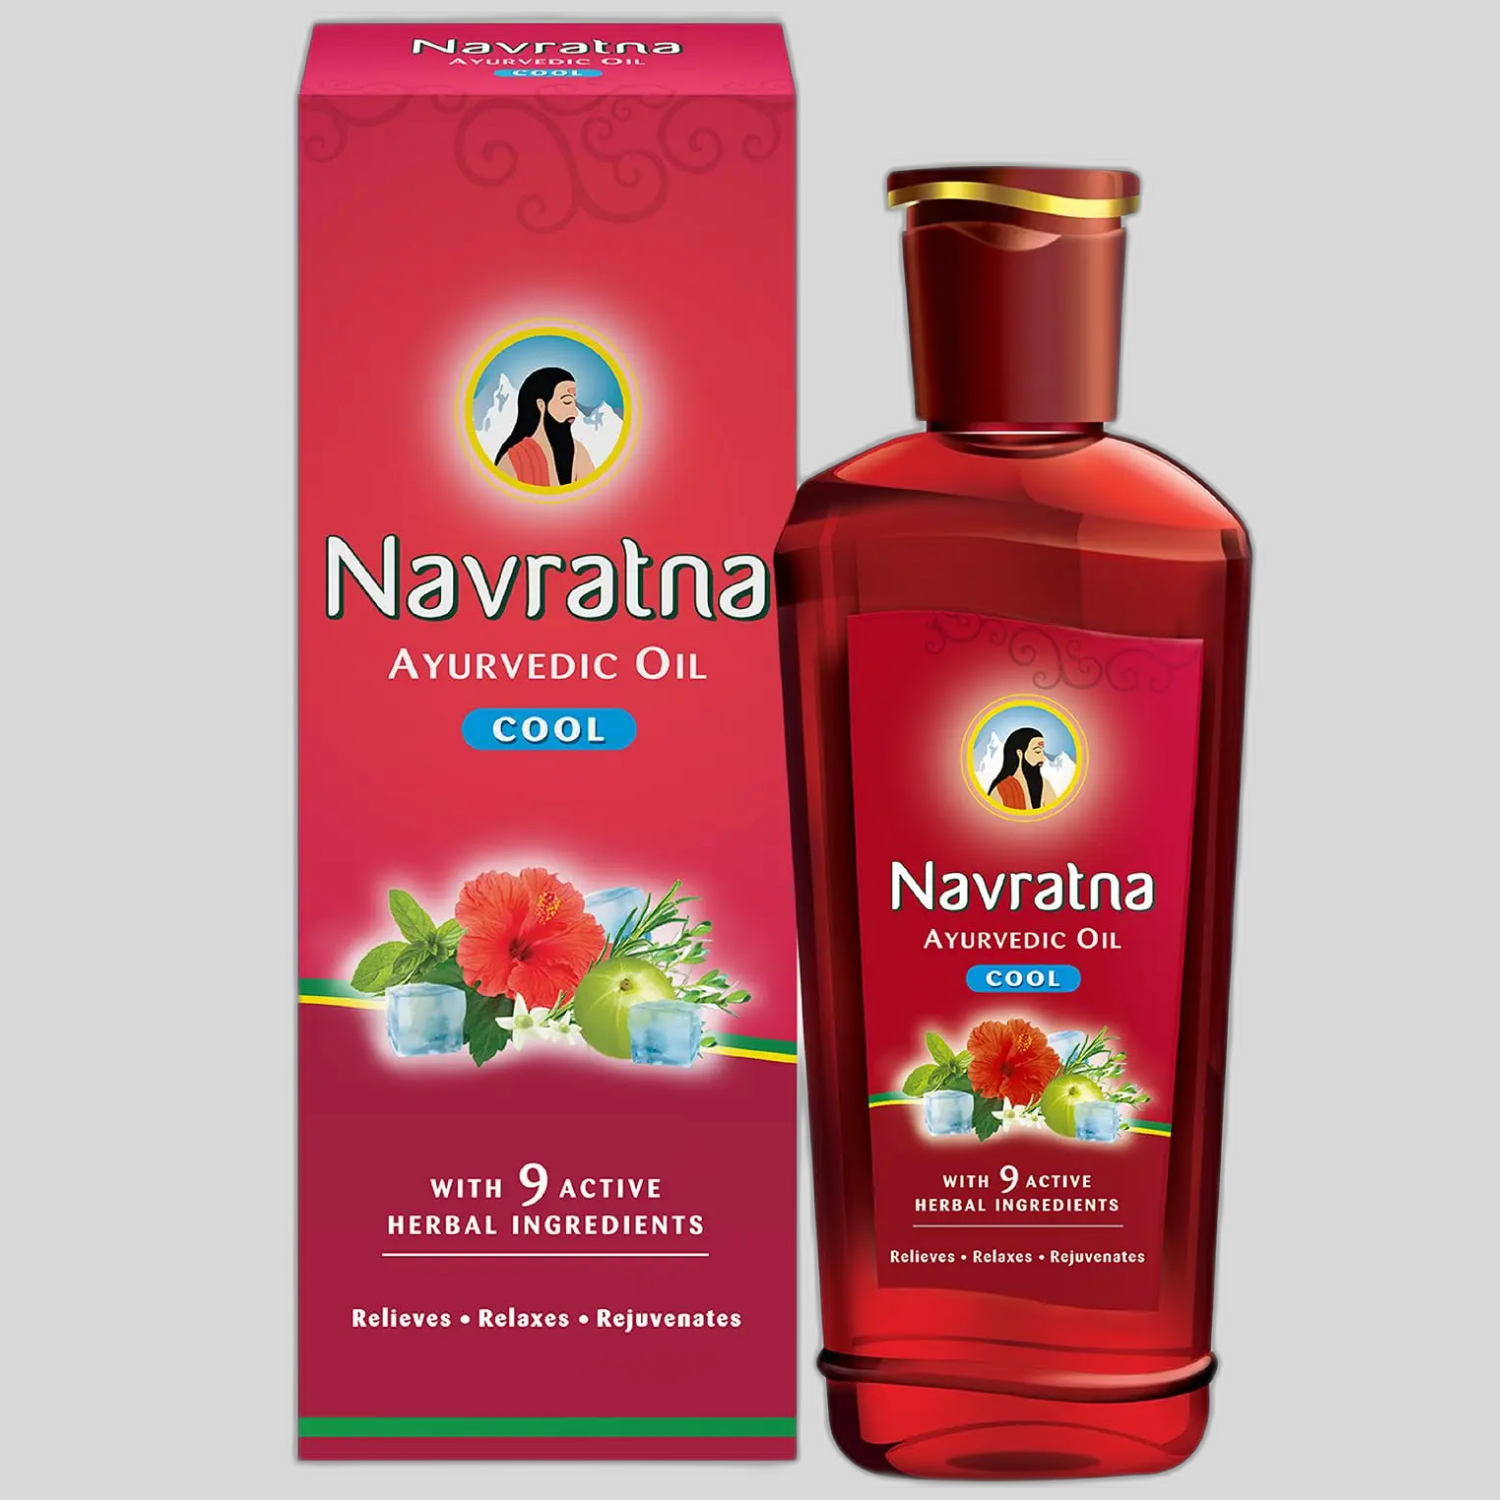 Navratna
AYURVEDIC OIL
COOL
Navratna
AYURVEDIC OIL
COOL
WITH 9 ACTIVE
HERBAL INGREDIENTS
Relieves • Relaxes • Rejuvenates
Navratna
AYURVEDIC OIL
COOL
WITH 9 ACTIVE
HERBAL INGREDIENTS
Relieves • Relaxes • Rejuvenates